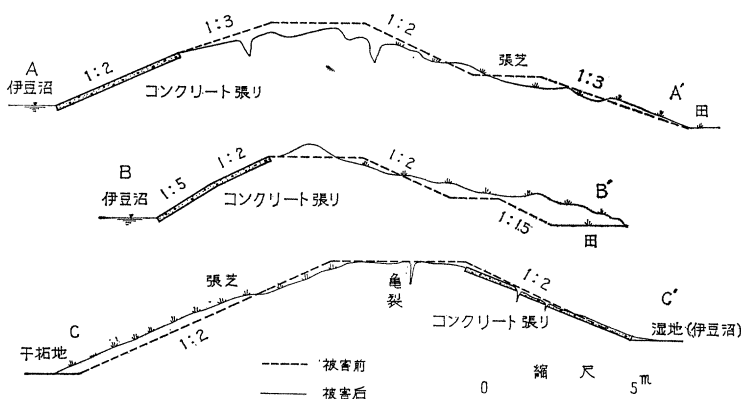 1:3
1:2
A
伊豆沼
1:2
コンクリート張リ
張芝
1:3
A'
田
B
伊豆沼
1:5
1:2
コンクリート張リ
1:2
B'
1:1.5
田
張芝
C
干拓地
1:2
亀裂
1:2
コンクリート張リ
C'
湿地(伊豆沼)
被害前
被害后
縮尺
0 5m